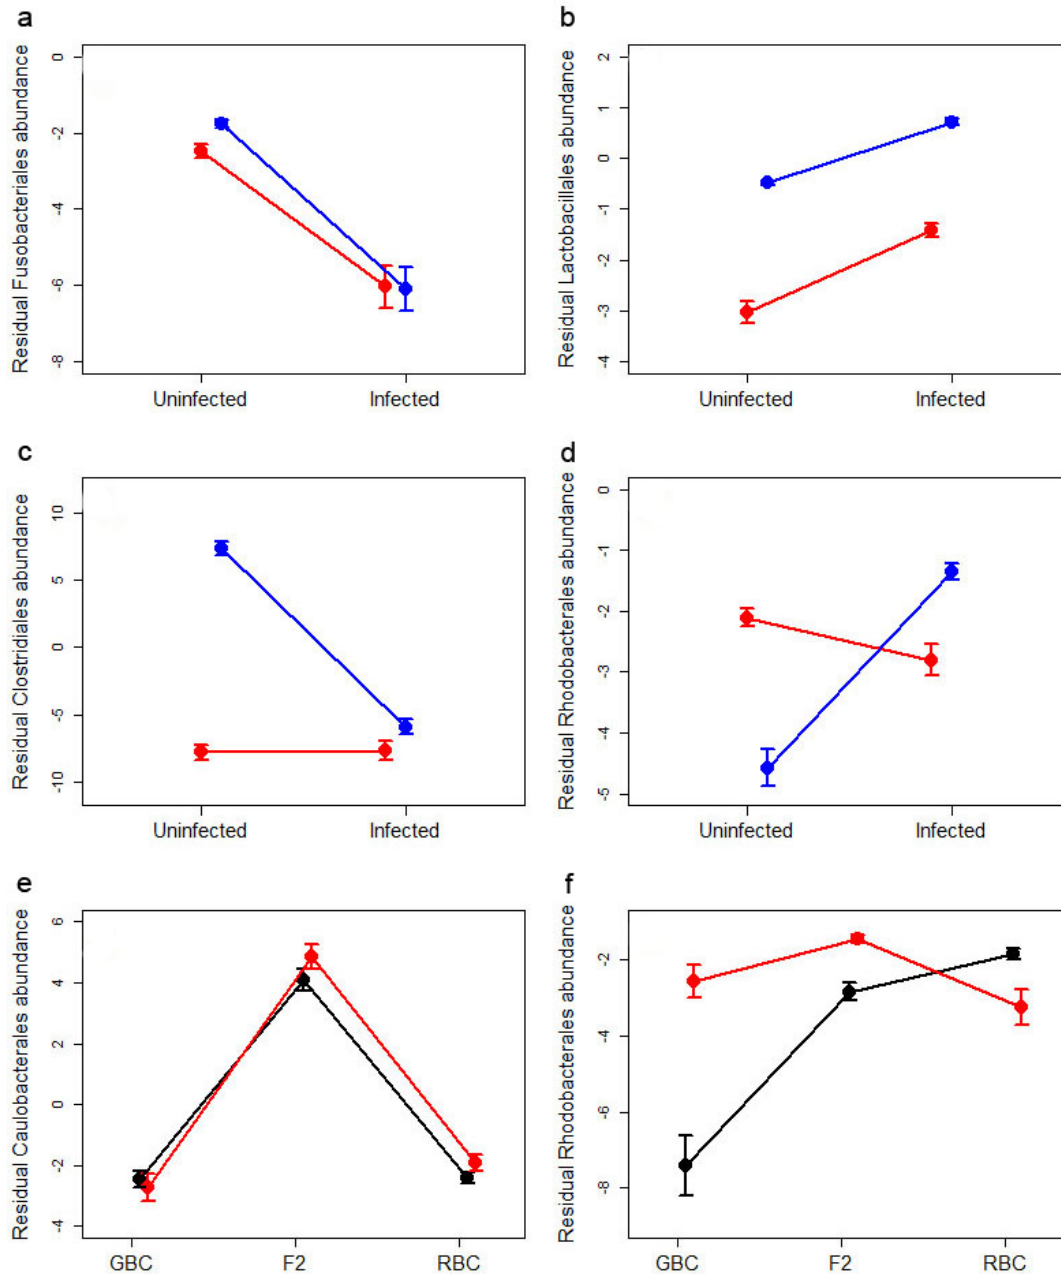 a
Residual Fusobacteriales abundance
0
-2
-4
-6
-8
Uninfected Infected
b
Residual Lactobacillales abundance
2
1
0
-1
-2
-3
-4
Uninfected Infected
c
Residual Clostridiales abundance
10
5
0
-5
-10
Uninfected Infected
d
Residual Rhodobacterales abundance
0
-1
-2
-3
-4
-5
Uninfected Infected
e
Residual Caulobacterales abundance
6
4
2
0
-2
-4
GBC F2 RBC
f
Residual Rhodobacterales abundance
-2
-4
-6
-8
GBC F2 RBC